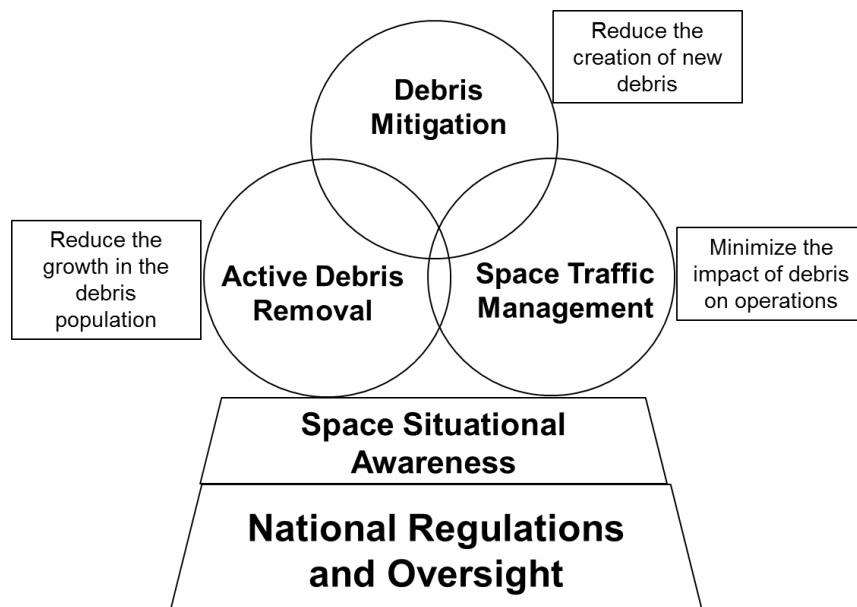 Reduce the
creation of new
debris
Debris
Mitigation
Reduce the
growth in the
debris
population
Active Debris
Removal
Space Traffic
Management
Minimize the
impact of debris
on operations
Space Situational
Awareness
National Regulations
and Oversight